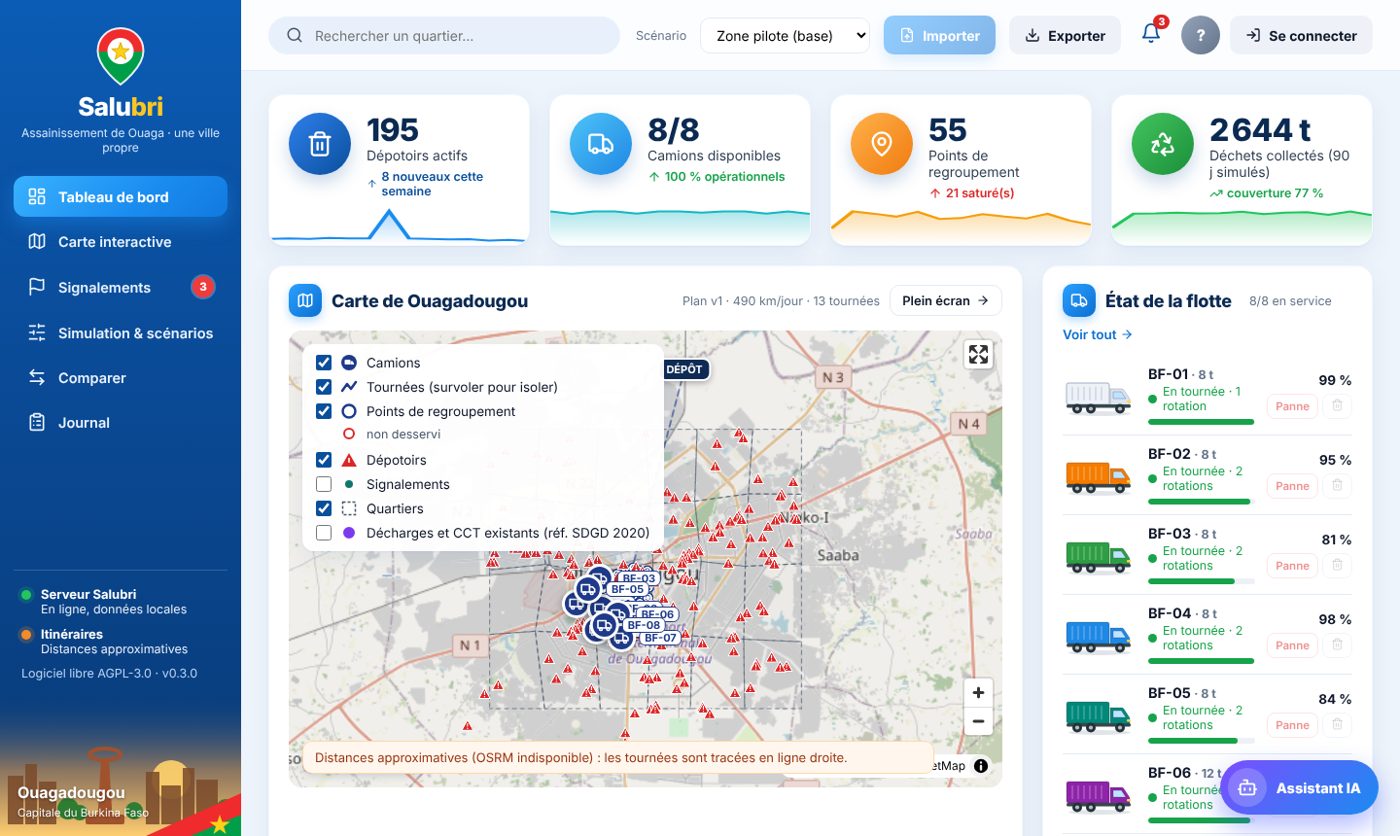 Salubri
Assainissement de Ouaga · une ville
propre
Tableau de bord
Carte interactive
Signalements
3
Simulation & scénarios
Comparer
Journal
Serveur Salubri
En ligne, données locales
Itinéraires
Distances approximatives
Logiciel libre AGPL-3.0 · v0.3.0
Ouagadougou
Capitale du Burkina Faso
Rechercher un quartier...
Scénario
Zone pilote (base)
Importer
Exporter
3
?
Se connecter
195
Dépotoirs actifs
8 nouveaux cette
semaine
8/8
Camions disponibles
100 % opérationnels
55
Points de
regroupement
21 saturé(s)
2 644 t
Déchets collectés (90
j simulés)
couverture 77 %
Carte de Ouagadougou
Plan v1 · 490 km/jour · 13 tournées
Plein écran
Camions
Tournées (survoler pour isoler)
Points de regroupement
non desservi
Dépotoirs
Signalements
Quartiers
Décharges et CCT existants (réf. SDGD 2020)
DÉPÔT
N 3
N 4
Saaba
Saaba
N 1
BF-03
BF-05
BF-06
BF-08
BF-07
de Ouagadougou
+
−
Distances approximatives (OSRM indisponible) : les tournées sont tracées en ligne droite.
etMap
État de la flotte
8/8 en service
Voir tout
BF-01 · 8 t
En tournée · 1
rotation
99 %
Panne
BF-02 · 8 t
En tournée · 2
rotations
95 %
Panne
BF-03 · 8 t
En tournée · 2
rotations
81 %
Panne
BF-04 · 8 t
En tournée · 2
rotations
98 %
Panne
BF-05 · 8 t
En tournée · 2
rotations
84 %
Panne
BF-06 · 12 t
En tournée
rotations
Assistant IA